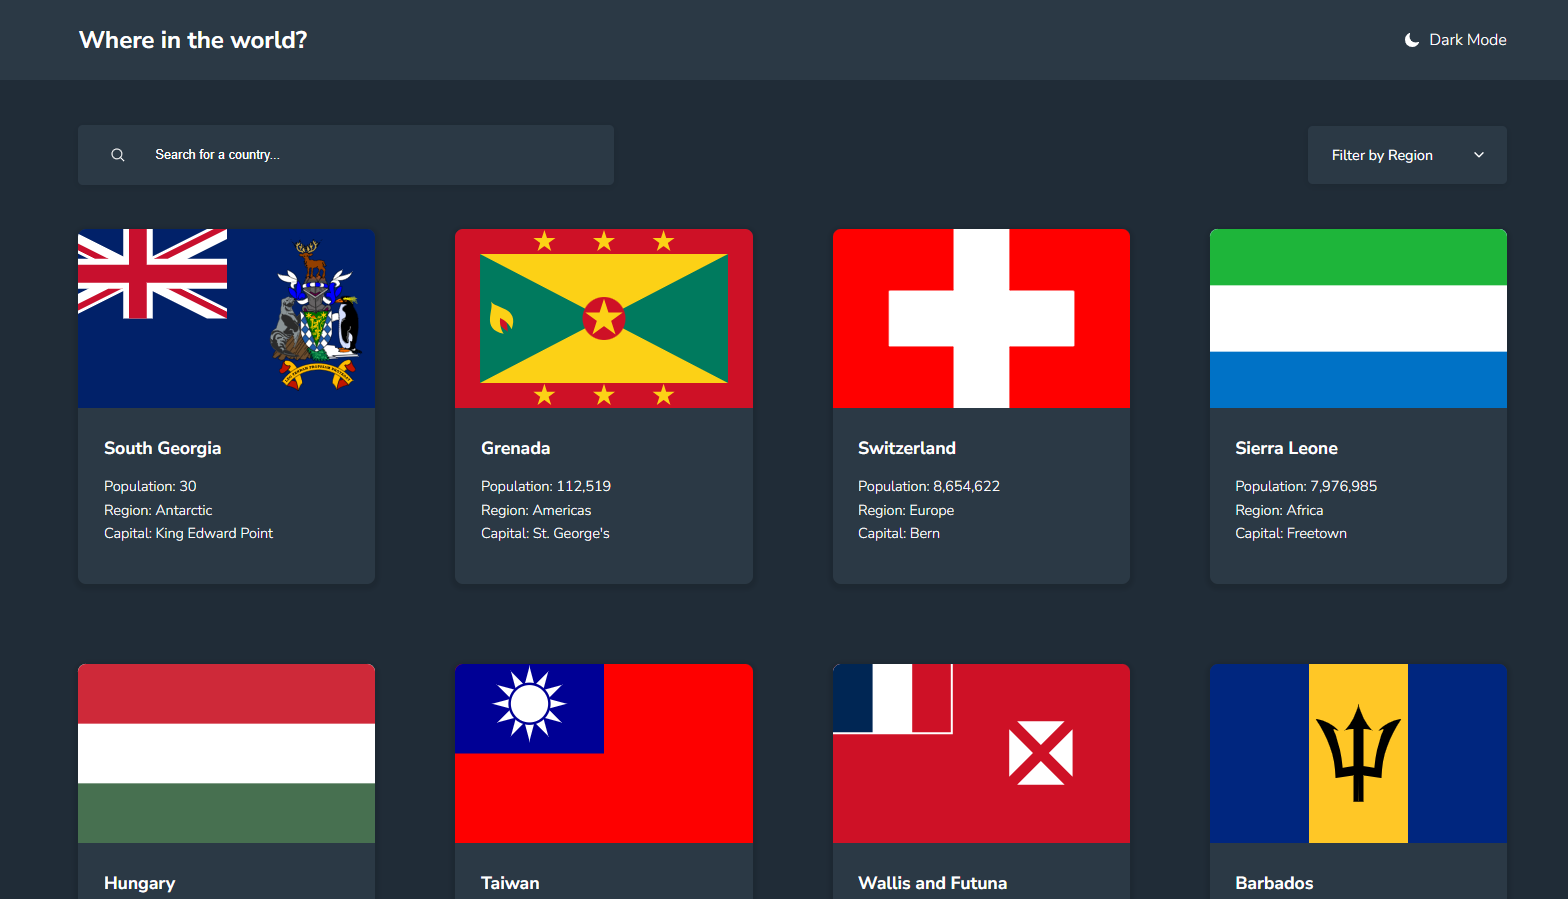 Where in the world?
Dark Mode
Search for a country...
Filter by Region
South Georgia
Population: 30
Region: Antarctic
Capital: King Edward Point
Grenada
Population: 112,519
Region: Americas
Capital: St. George's
Switzerland
Population: 8,654,622
Region: Europe
Capital: Bern
Sierra Leone
Population: 7,976,985
Region: Africa
Capital: Freetown
Hungary
Taiwan
Wallis and Futuna
Barbados